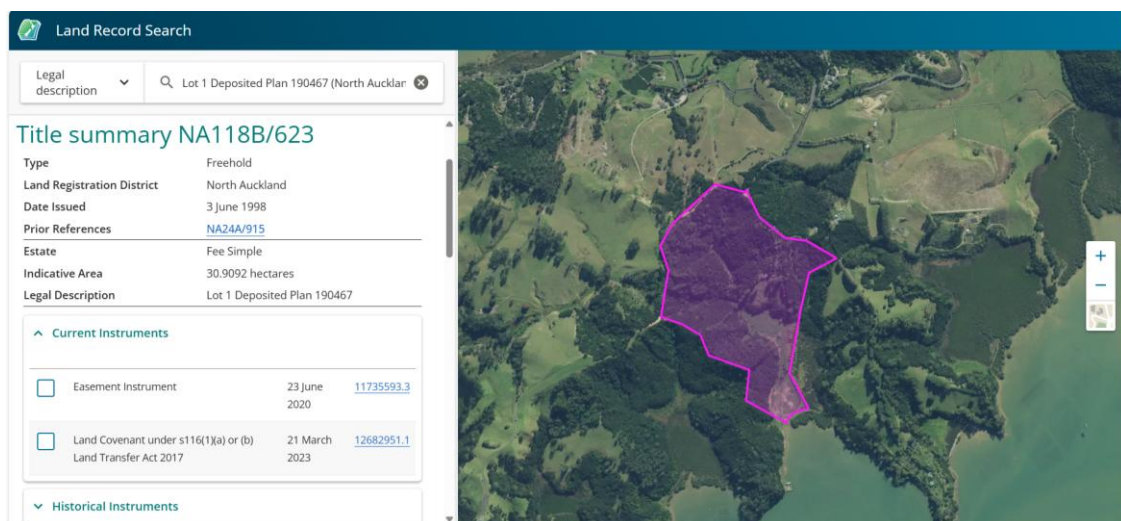 Land Record Search
Legal
description
Lot 1 Deposited Plan 190467 (North Aucklar
Title summary NA118B/623
Type Freehold
Land Registration District North Auckland
Date Issued 3 June 1998
Prior References NA24A/915
Estate Fee Simple
Indicative Area 30.9092 hectares
Legal Description Lot 1 Deposited Plan 190467
Current Instruments
Easement Instrument 23 June 11735593.3
2020
Land Covenant under s116(1)(a) or (b) 21 March 12682951.1
Land Transfer Act 2017 2023
Historical Instruments